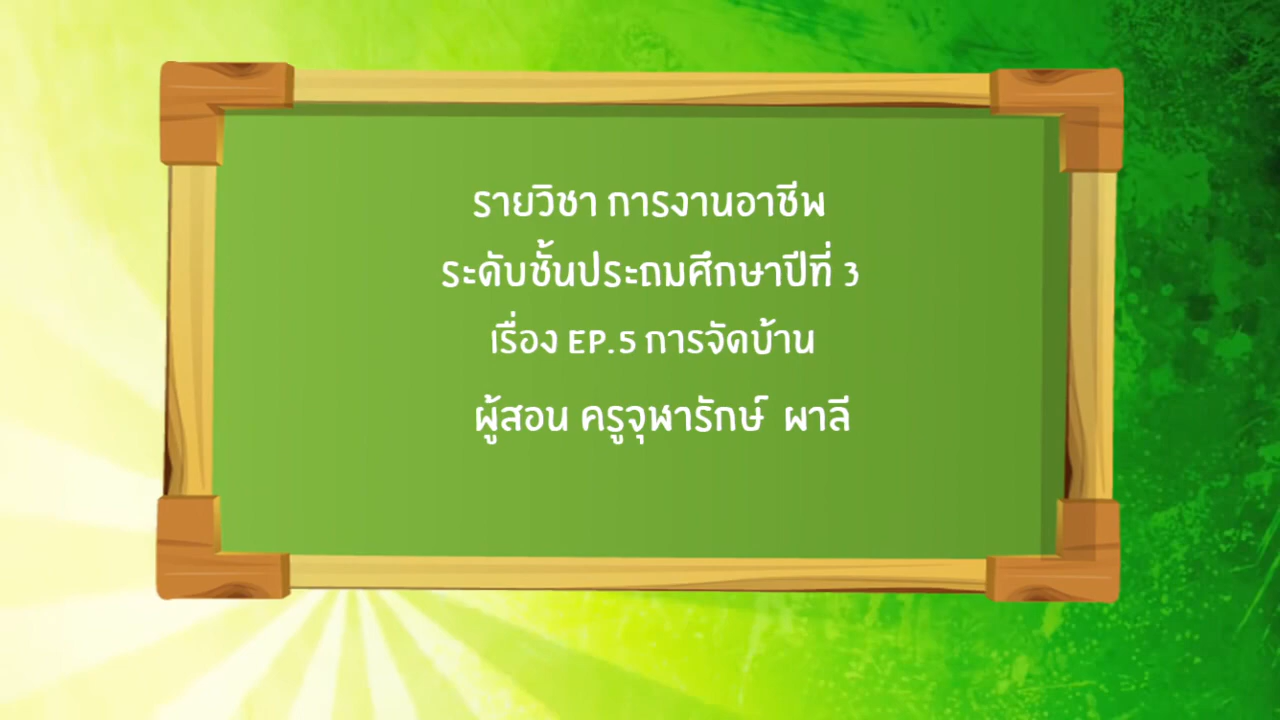 รายวิชา การงานอาชีพ
ระดับชั้นประถมศึกษาปีที่ 3
เรื่อง EP.5 การจัดบ้าน
ผู้สอน ครูจุฬารักษ์ ผาลี